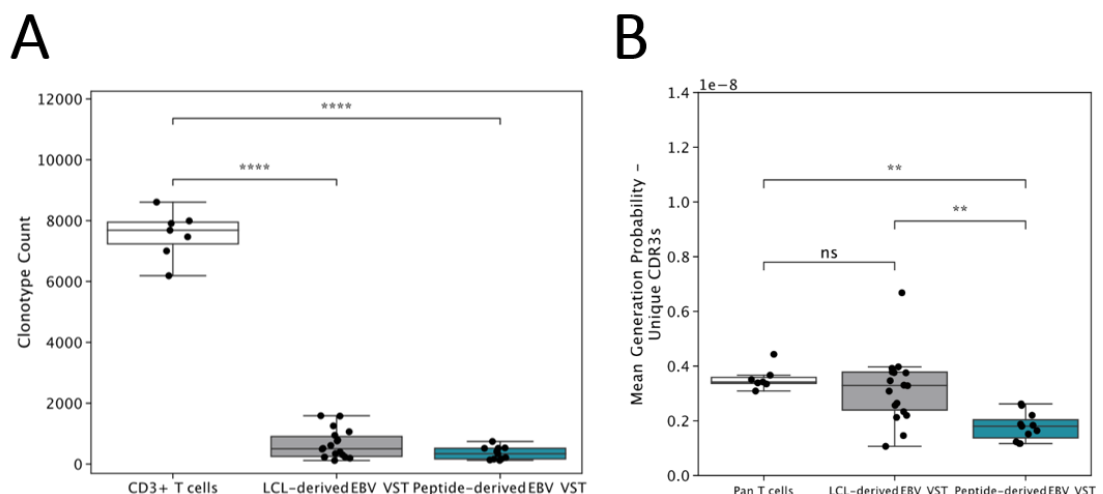 A
12000
10000
8000
6000
4000
2000
0
Clonotype Count
****
****
CD3+ T cells
LCL-derived EBV VST
Peptide-derived EBV VST
B
1e-8
1.4
1.2
1.0
0.8
0.6
0.4
0.2
0.0
Mean Generation Probability -
Unique CDR3s
**
**
ns
Pan T cells
LCL-derived EBV VST
Peptide-derived EBV VST